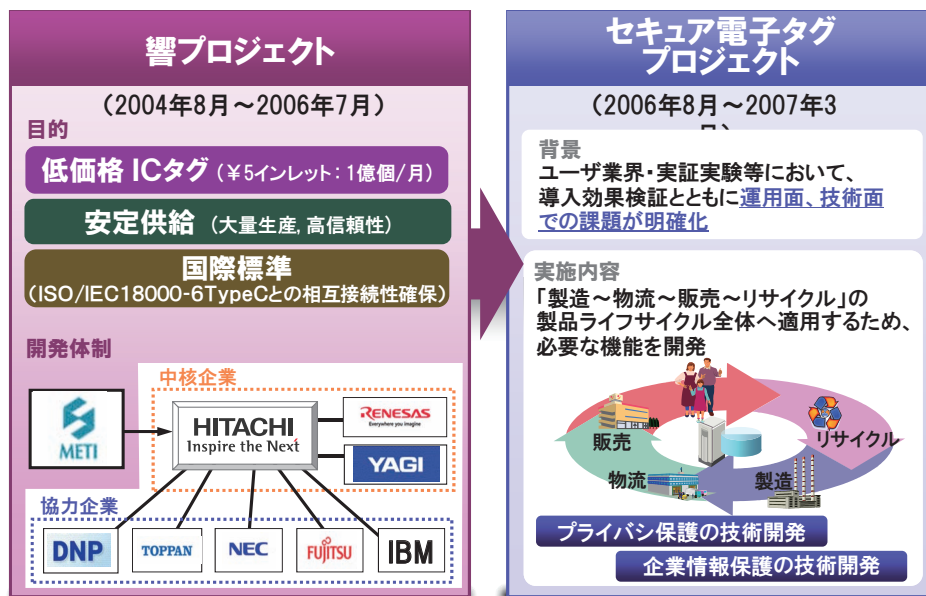 響プロジェクト
（2004年8月～2006年7月）
目的
低価格 ICタグ（￥5インレット：1億個/月）
安定供給 （大量生産, 高信頼性）
国際標準
（ISO/IEC18000-6TypeCとの相互接続性確保）
開発体制
中核企業
METI
HITACHI
Inspire the Next
RENESAS
Everywhere you imagine
YAGI
協力企業
DNP
TOPPAN
NEC
FUJITSU
IBM
セキュア電子タグ
プロジェクト
（2006年8月～2007年3
月）
背景
ユーザ業界・実証実験等において、
導入効果検証とともに運用面、技術面
での課題が明確化
実施内容
「製造～物流～販売～リサイクル」の
製品ライフサイクル全体へ適用するため、
必要な機能を開発
販売
リサイクル
物流
製造
プライバシ保護の技術開発
企業情報保護の技術開発